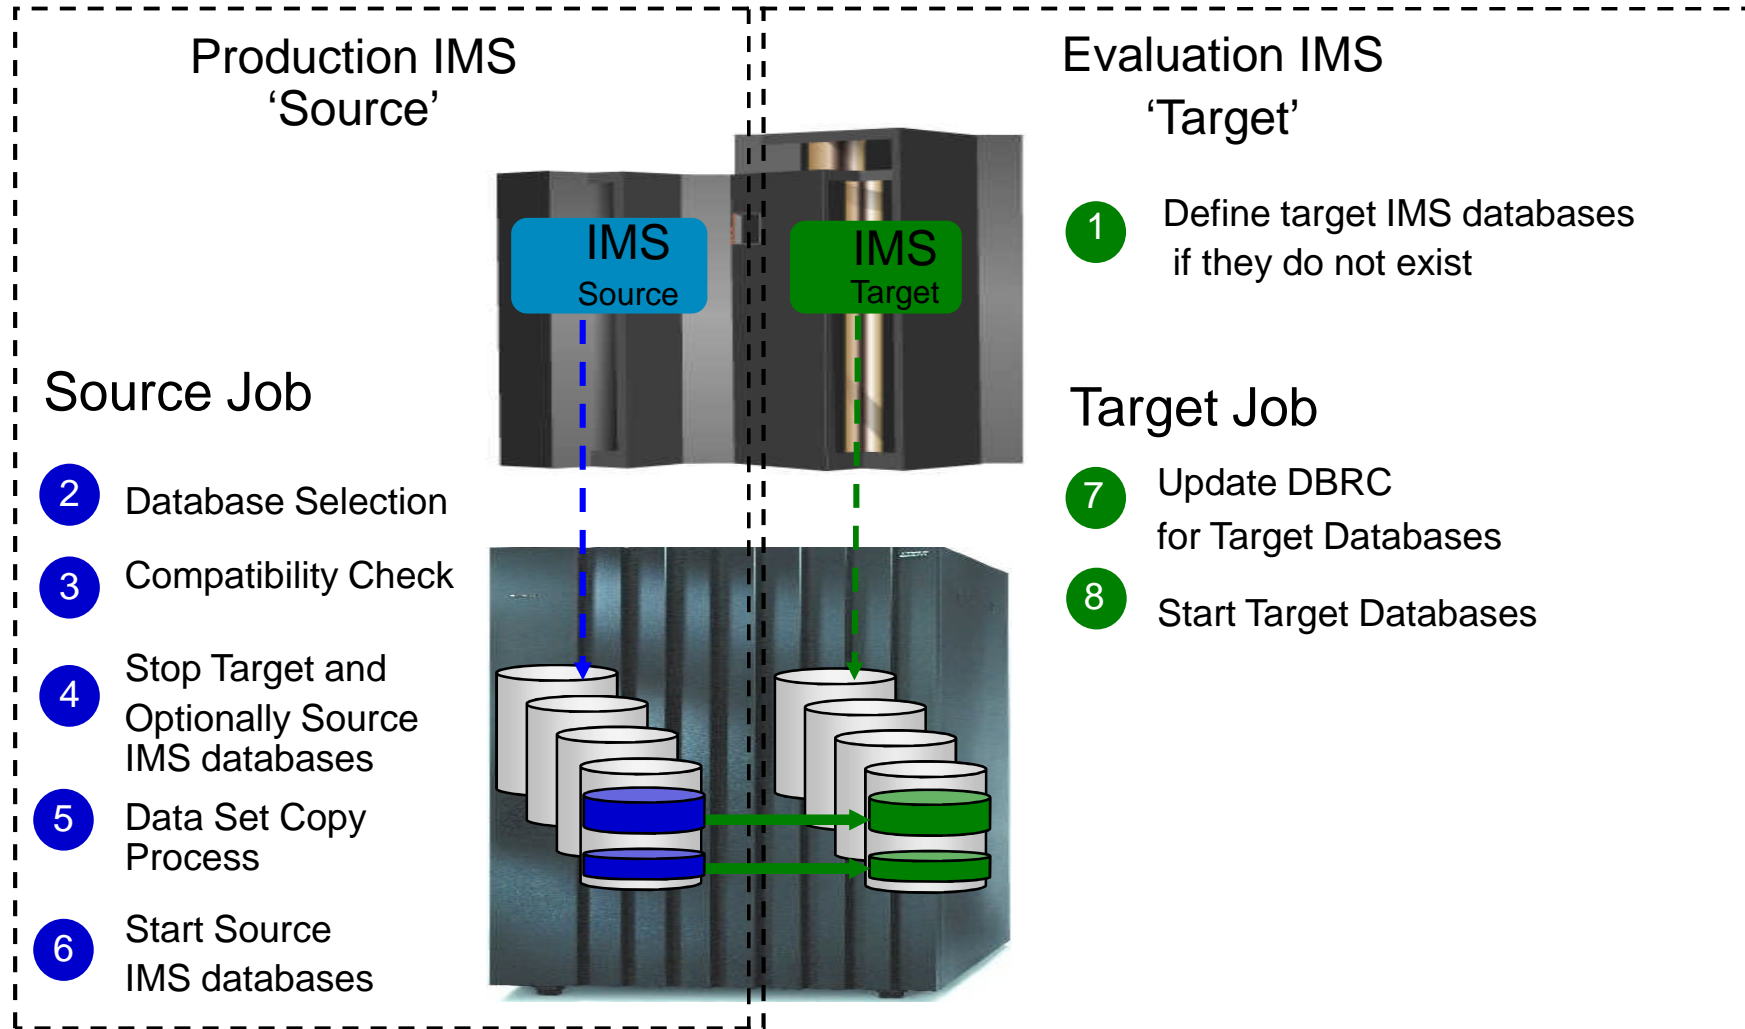 Production IMS
‘Source’
Evaluation IMS
‘Target’
IMS
Source
IMS
Target
1
Define target IMS databases
if they do not exist
Source Job
2
Database Selection
3
Compatibility Check
4
Stop Target and
Optionally Source
IMS databases
5
Data Set Copy
Process
6
Start Source
IMS databases
Target Job
7
Update DBRC
for Target Databases
8
Start Target Databases